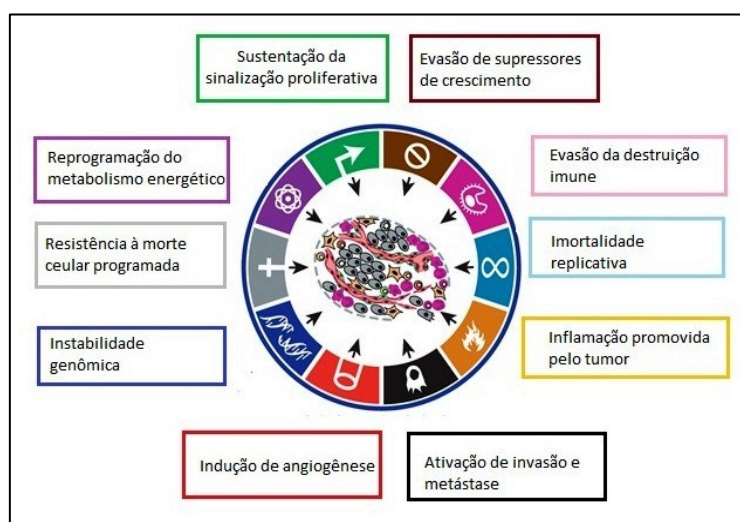 Sustentação da
sinalização proliferativa
Evasão de supressores
de crescimento
Reprogramação do
metabolismo energético
Evasão da destruição
imune
Resistência à morte
ceular programada
Imortalidade
replicativa
Instabilidade
genômica
Inflamação promovida
pelo tumor
Indução de angiogênese
Ativação de invasão e
metástase